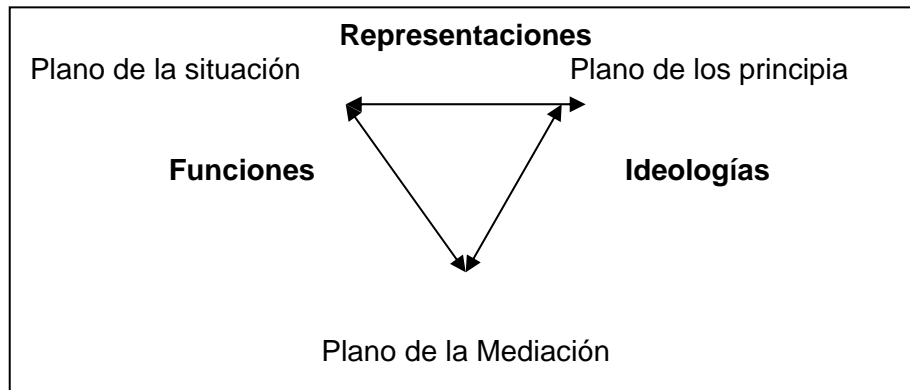 Representaciones
Plano de la situación Plano de los principia
Funciones Ideologías
Plano de la Mediación